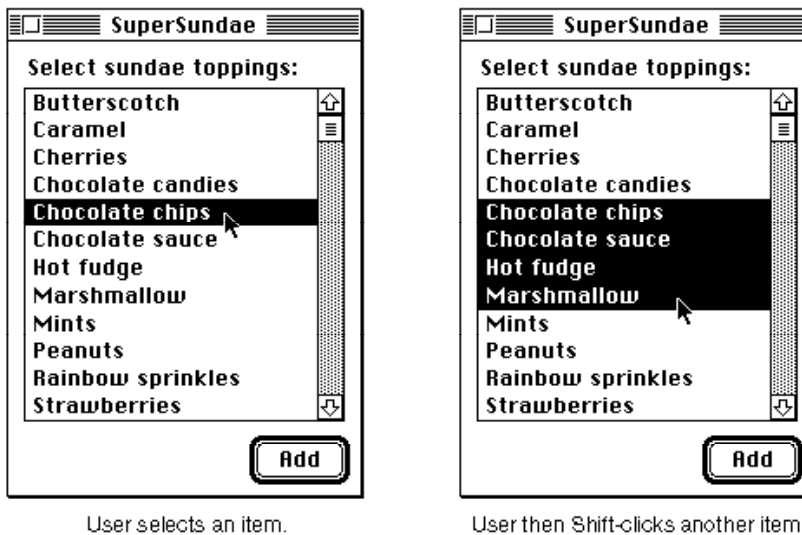 SuperSundae
Select sundae toppings:
Butterscotch
Caramel
Cherries
Chocolate candies
Chocolate chips
Chocolate sauce
Hot fudge
Marshmallow
Mints
Peanuts
Rainbow sprinkles
Strawberries
Add
User selects an item.
SuperSundae
Select sundae toppings:
Butterscotch
Caramel
Cherries
Chocolate candies
Chocolate chips
Chocolate sauce
Hot fudge
Marshmallow
Mints
Peanuts
Rainbow sprinkles
Strawberries
Add
User then Shift-clicks another item